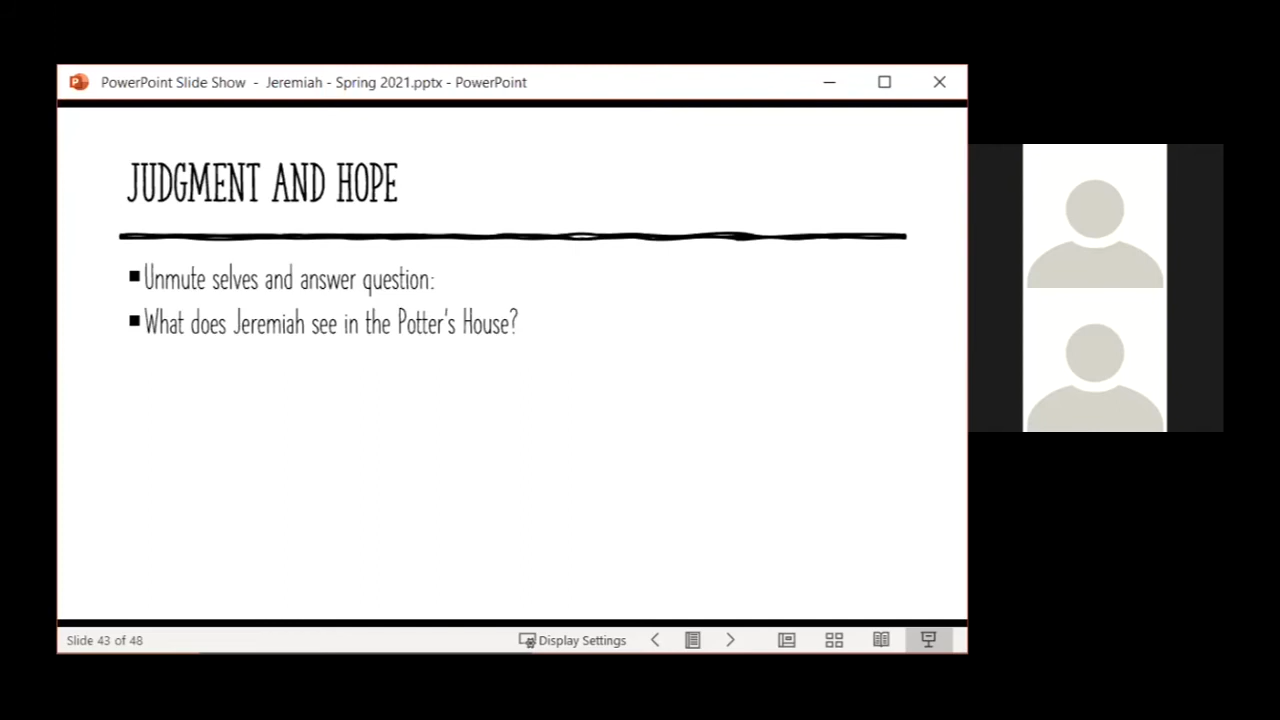 PowerPoint Slide Show - Jeremiah - Spring 2021.pptx - PowerPoint
JUDGMENT AND HOPE
▪Unmute selves and answer question:
▪What does Jeremiah see in the Potter's House?
Slide 43 of 48
Display Settings